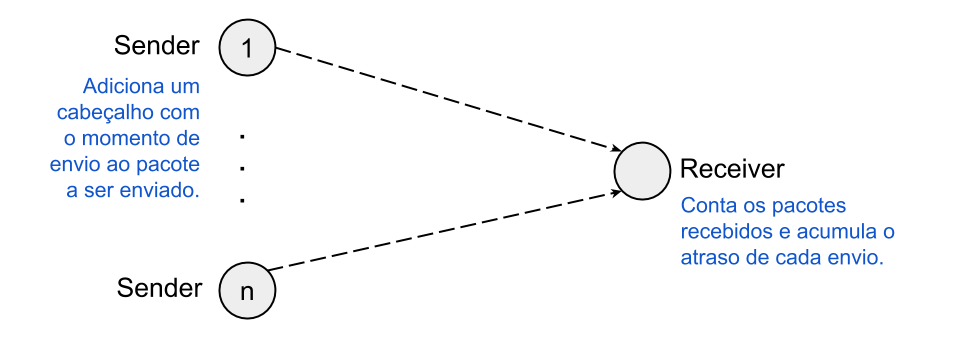 Sender
1
Adiciona um
cabeçalho com
o momento de
envio ao pacote
a ser enviado.
Receiver
Conta os pacotes
recebidos e acumula o
atraso de cada envio.
Sender
n